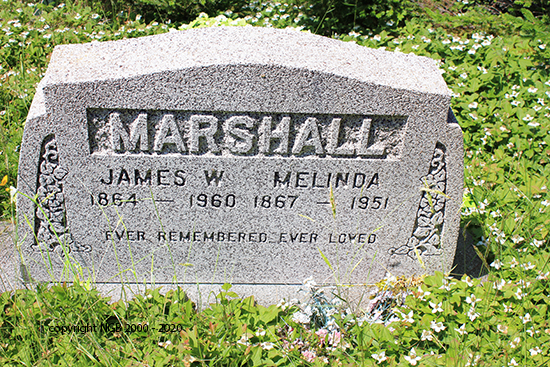 MARSHALL
JAMES W MELINDA
1864 — 1960 1867 — 1951
EVER REMEMBERED EVER LOVED
copyright NGB 2000 - 2020